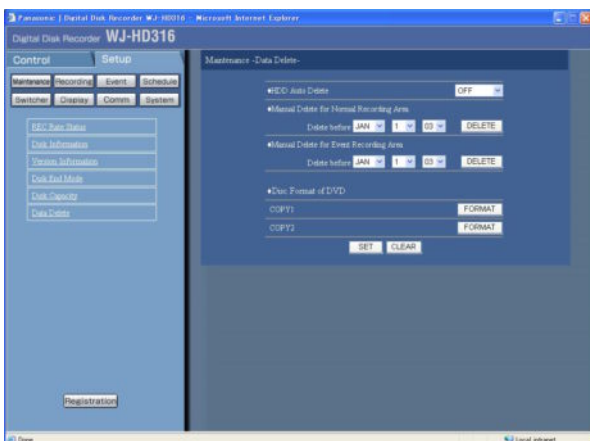 Panasonic | Digital Disk Recorder WJ-HD316 - Microsoft Internet Explorer
Digital Disk Recorder WJ-HD316
Control Setup
Maintenance Recording Event Schedule
Switcher Display Comm System
REC Rate Status
Disk Information
Version Information
Disk End Mode
Disk Capacity
Data Delete
Registration
Maintenance -Data Delete-
♦HDD Auto Delete OFF
♦Manual Delete for Normal Recording Area
Delete before JAN 1 03 DELETE
♦Manual Delete for Event Recording Area
Delete before JAN 1 03 DELETE
♦Disc Format of DVD
COPY1 FORMAT
COPY2 FORMAT
SET CLEAR
Done Local intranet